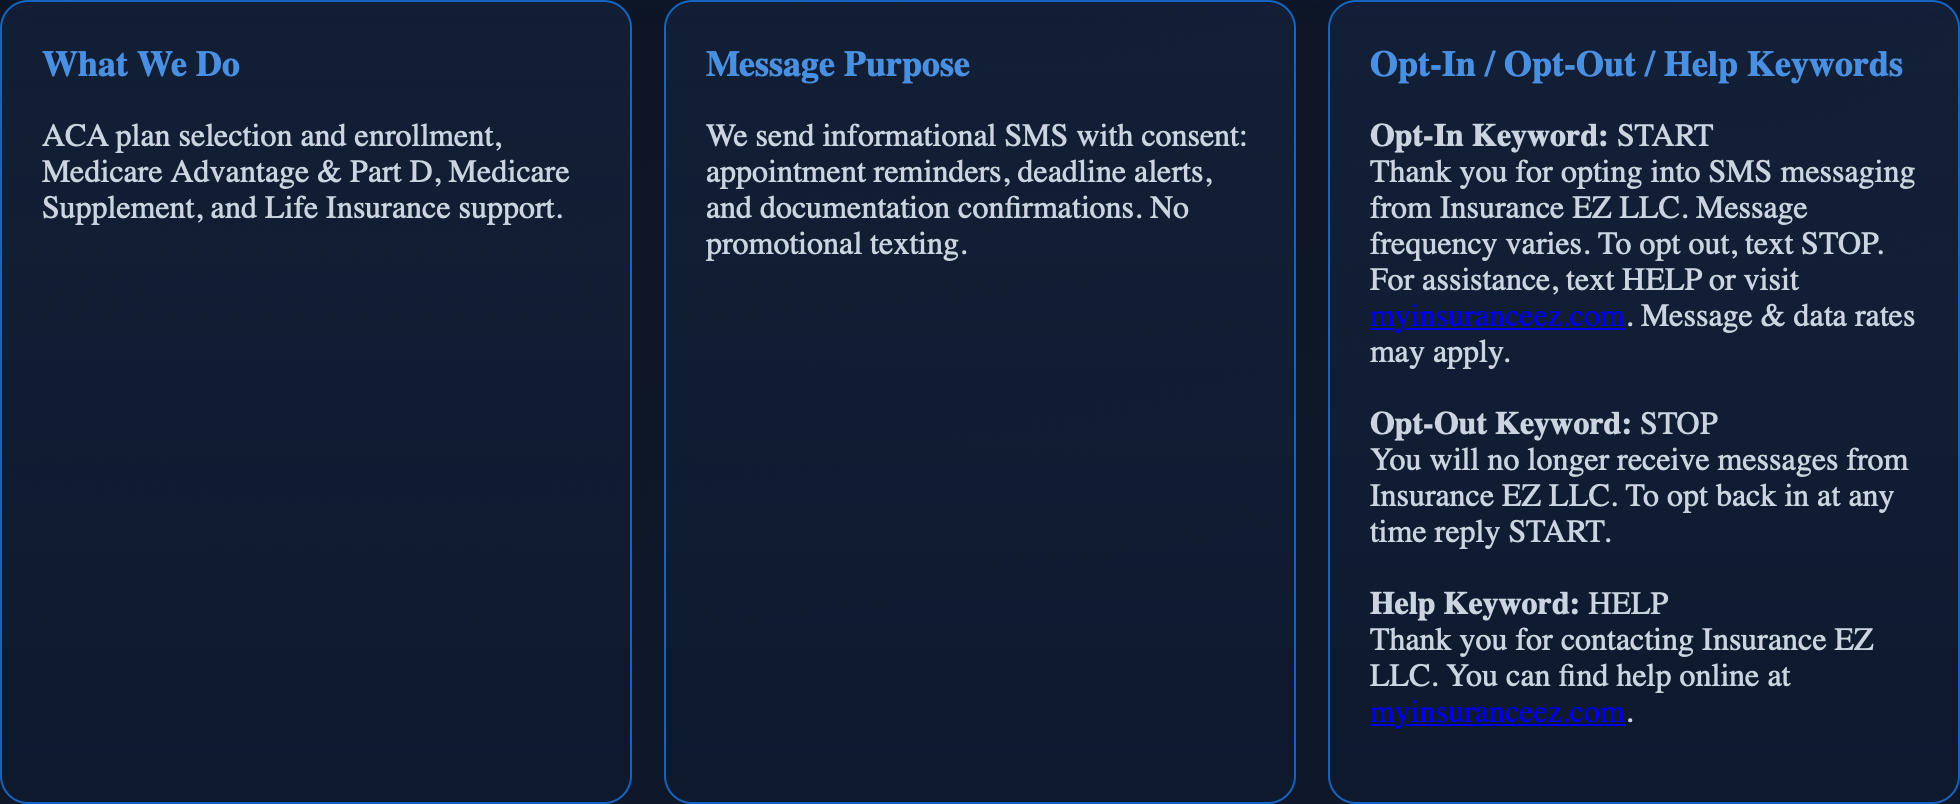 What We Do
ACA plan selection and enrollment,
Medicare Advantage & Part D, Medicare
Supplement, and Life Insurance support.
Message Purpose
We send informational SMS with consent:
appointment reminders, deadline alerts,
and documentation confirmations. No
promotional texting.
Opt-In / Opt-Out / Help Keywords
Opt-In Keyword: START
Thank you for opting into SMS messaging
from Insurance EZ LLC. Message
frequency varies. To opt out, text STOP.
For assistance, text HELP or visit
myinsuranceez.com. Message & data rates
may apply.
Opt-Out Keyword: STOP
You will no longer receive messages from
Insurance EZ LLC. To opt back in at any
time reply START.
Help Keyword: HELP
Thank you for contacting Insurance EZ
LLC. You can find help online at
myinsuranceez.com.